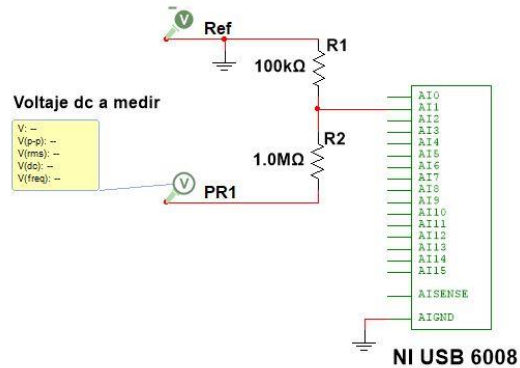 V
Ref
R1
100kΩ
Voltaje dc a medir
V: --
V(p-p): --
V(rms): --
V(dc): --
V(freq): --
R2
1.0MΩ
V
PR1
AI0
AI1
AI2
AI3
AI4
AI5
AI6
AI7
AI8
AI9
AI10
AI11
AI12
AI13
AI14
AI15
AISENSE
AIGND
NI USB 6008